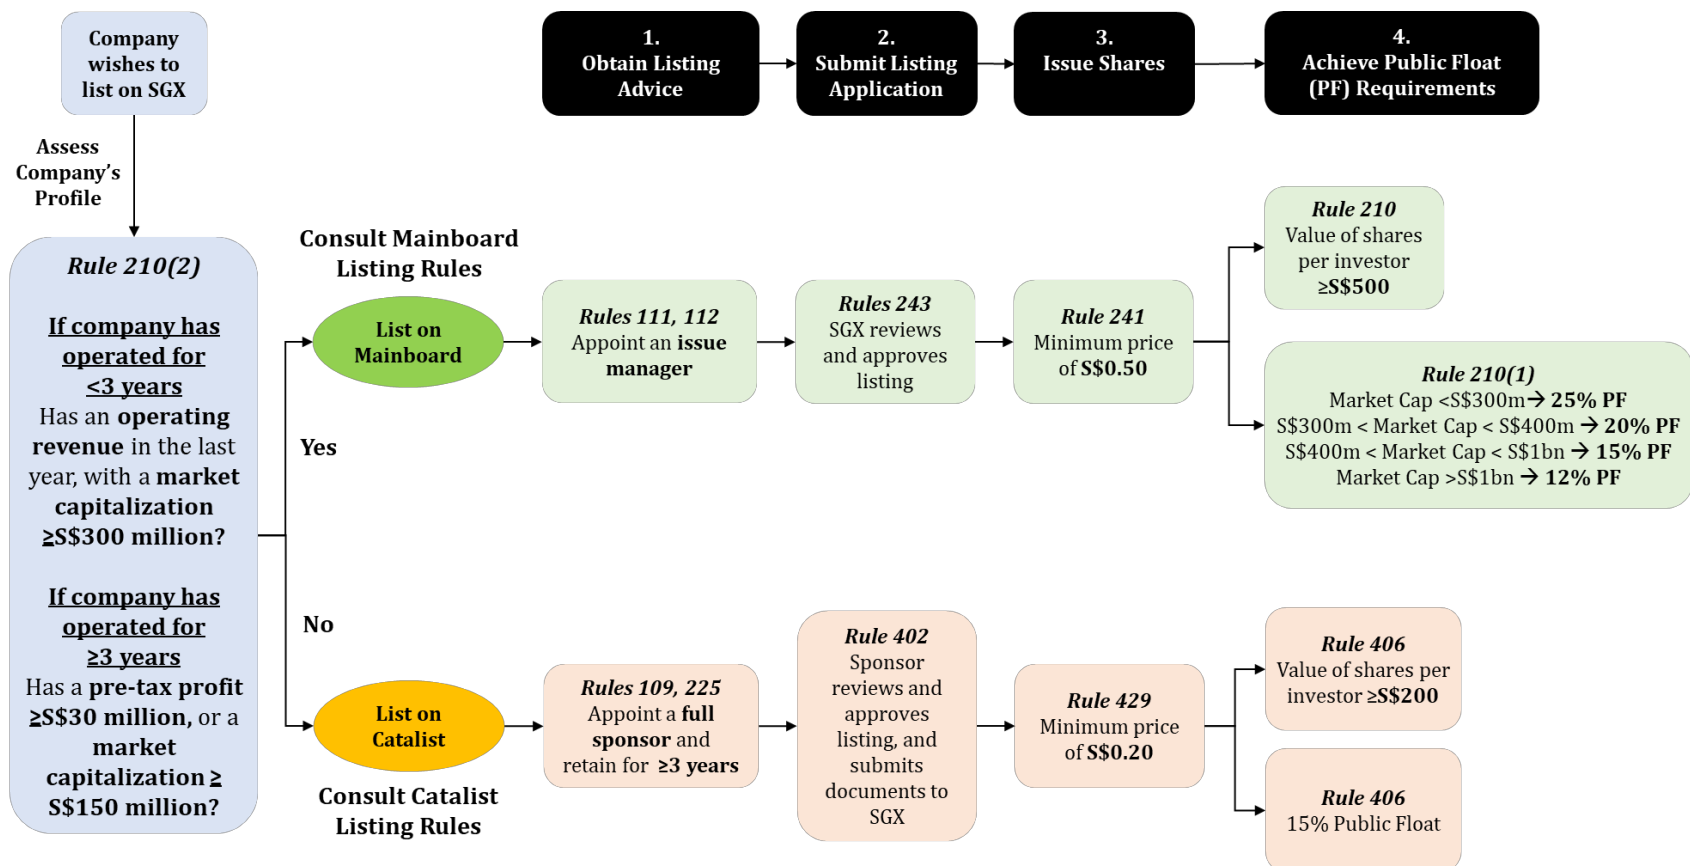 Company
wishes to
list on SGX
Assess
Company's
Profile
Rule 210(2)
If company has
operated for
<3 years
Has an operating
revenue in the last
year, with a market
capitalization
≥S$300 million?
If company has
operated for
≥3 years
Has a pre-tax profit
≥S$30 million, or a
market
capitalization ≥
S$150 million?
1.
Obtain Listing
Advice
2.
Submit Listing
Application
3.
Issue Shares
4.
Achieve Public Float
(PF) Requirements
Yes
Consult Mainboard
Listing Rules
List on
Mainboard
Rules 111, 112
Appoint an issue
manager
Rules 243
SGX reviews
and approves
listing
Rule 241
Minimum price
of S$0.50
Rule 210
Value of shares
per investor
≥S$500
Rule 210(1)
Market Cap <S$300m→ 25% PF
S$300m < Market Cap < S$400m → 20% PF
S$400m < Market Cap < S$1bn → 15% PF
Market Cap >S$1bn → 12% PF
No
List on
Catalist
Consult Catalist
Listing Rules
Rules 109, 225
Appoint a full
sponsor and
retain for ≥3 years
Rule 402
Sponsor
reviews and
approves
listing, and
submits
documents to
SGX
Rule 429
Minimum price
of S$0.20
Rule 406
Value of shares per
investor ≥S$200
Rule 406
15% Public Float